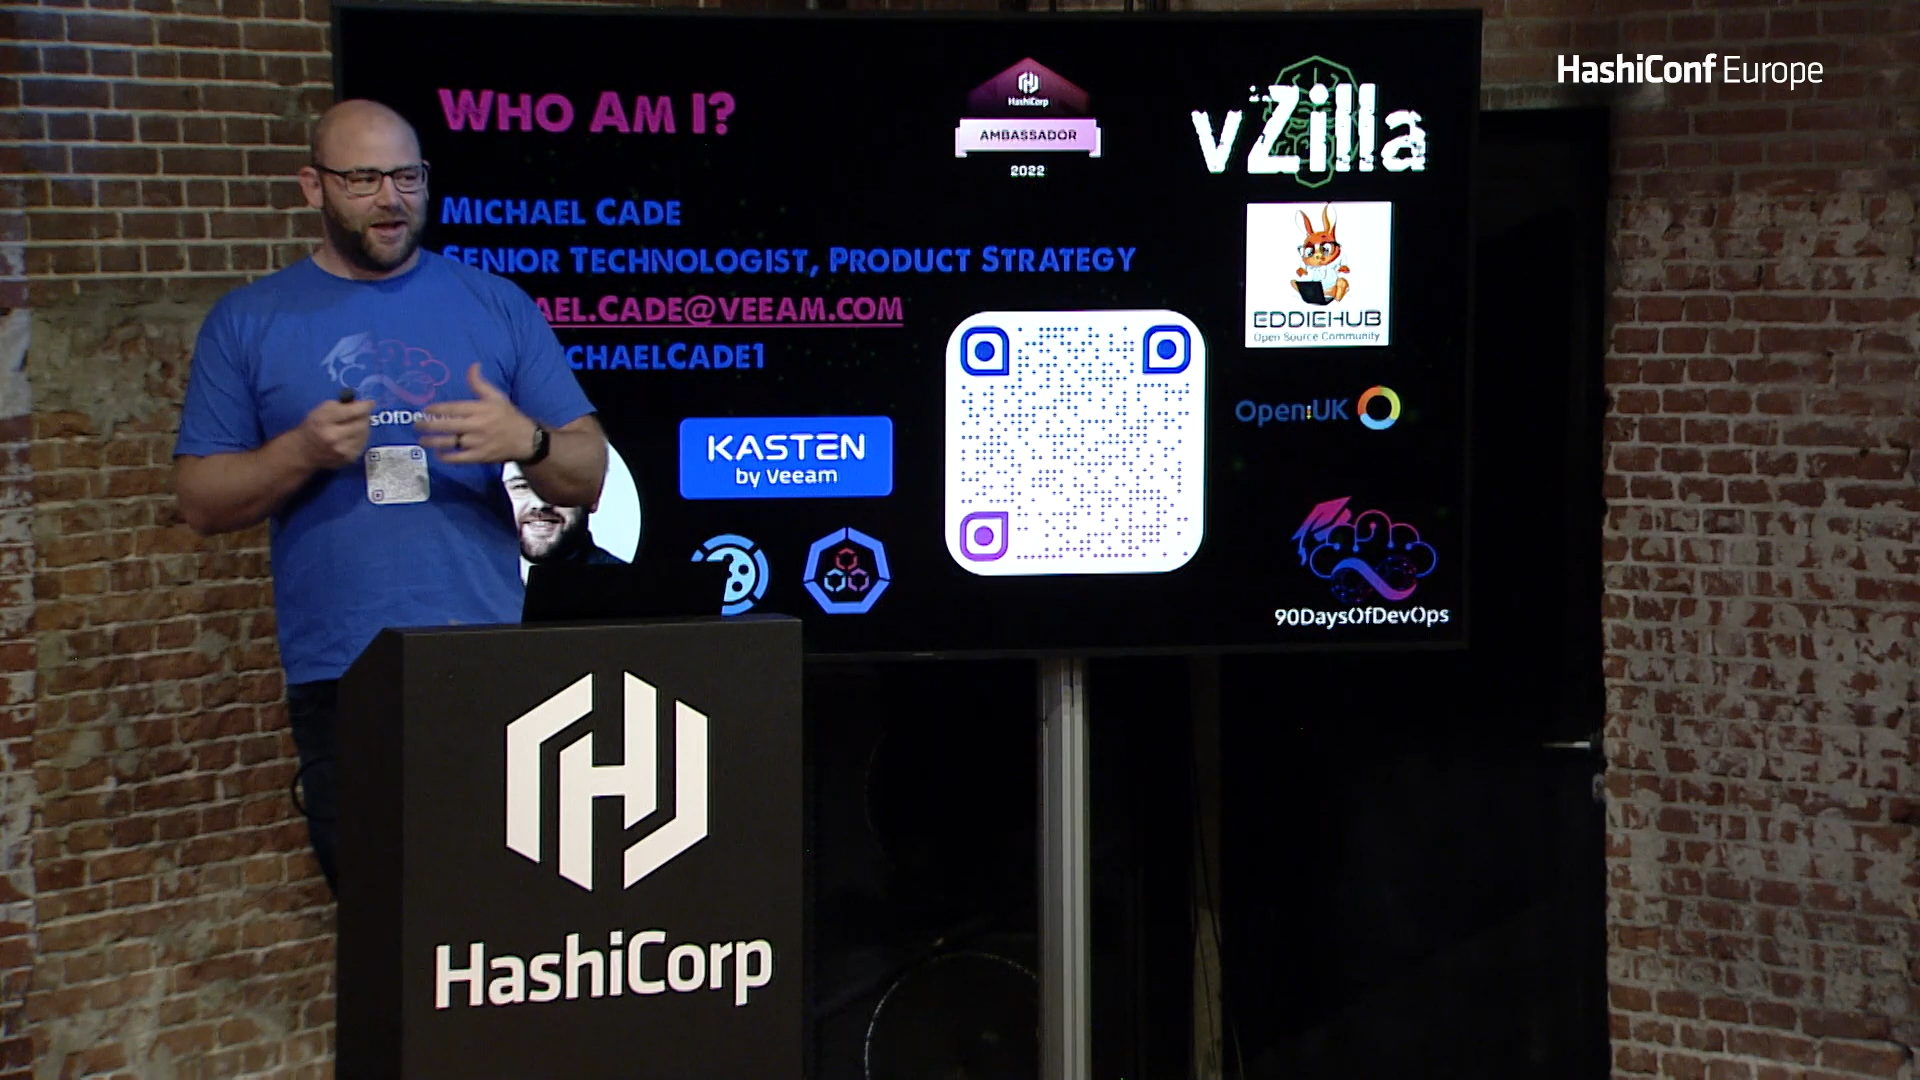 HashiConf Europe
WHO AM I?
HashiCorp
AMBASSADOR
2022
vZilla
MICHAEL CADE
SENIOR TECHNOLOGIST, PRODUCT STRATEGY
AEL.CADE@VEEAM.COM
CHAELCADE1
EDDIEHUB
Open Source Community
OpenUK
KASTEN
by Veeam
90DaysOfDevOps
sOfDevO
HashiCorp